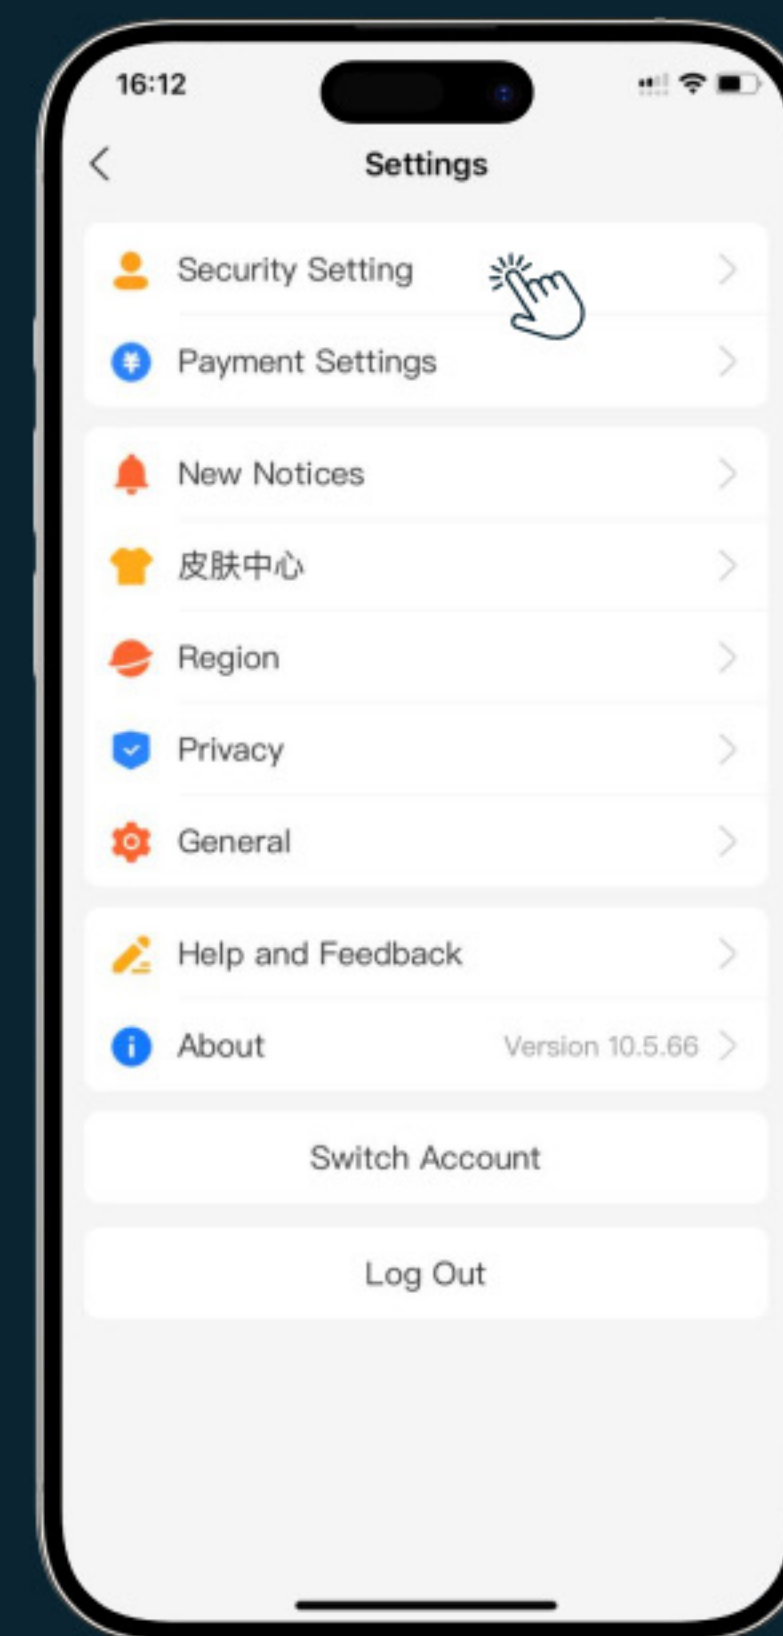 16:12
Settings
Security Setting
Payment Settings
New Notices
皮肤中心
Region
Privacy
General
Help and Feedback
About
Version 10.5.66
Switch Account
Log Out